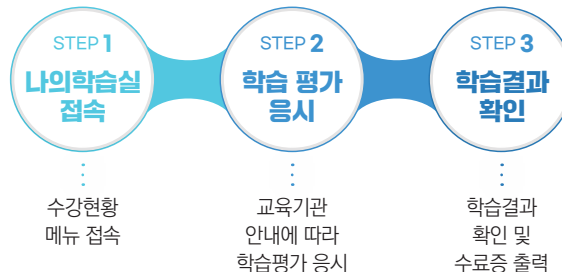 STEP 1
나의학습실
접속
수강현황
메뉴 접속
STEP 2
학습 평가
응시
교육기관
안내에 따라
학습평가 응시
STEP 3
학습결과
확인
학습결과
확인 및
수료증 출력